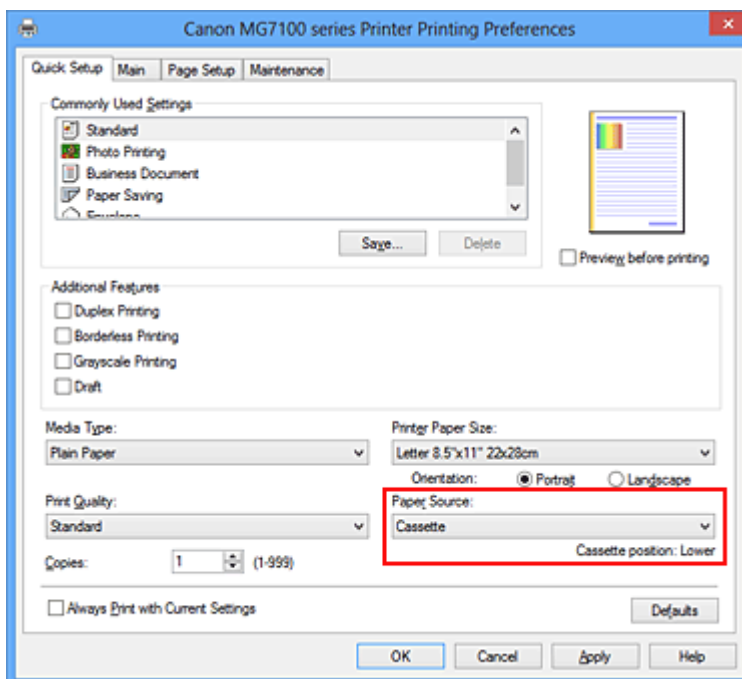 Canon MG7100 series Printer Printing Preferences
Quick Setup Main Page Setup Maintenance
Commonly Used Settings
Standard
Photo Printing
Business Document
Paper Saving
Envelope
Save... Delete
Preview before printing
Additional Features
Duplex Printing
Borderless Printing
Grayscale Printing
Draft
Media Type:
Plain Paper
Printer Paper Size:
Letter 8.5"x11" 22x28cm
Orientation: Portrait Landscape
Print Quality:
Standard
Paper Source:
Cassette
Cassette position: Lower
Copies: 1 (1-999)
Always Print with Current Settings
Defaults
OK Cancel Apply Help